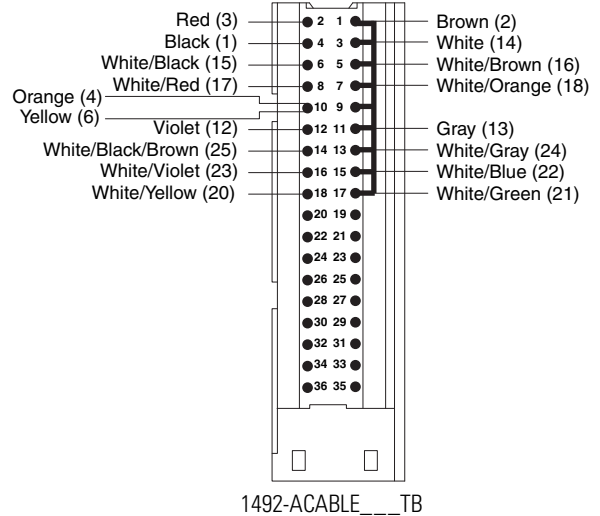 Red (3) 2 1 Brown (2)
Black (1) 4 3 White (14)
White/Black (15) 6 5 White/Brown (16)
White/Red (17) 8 7 White/Orange (18)
Orange (4) 10 9
Yellow (6)
Violet (12) 12 11 Gray (13)
White/Black/Brown (25) 14 13 White/Gray (24)
White/Violet (23) 16 15 White/Blue (22)
White/Yellow (20) 18 17 White/Green (21)
20 19
22 21
24 23
26 25
28 27
30 29
32 31
34 33
36 35
1492-ACABLE___TB